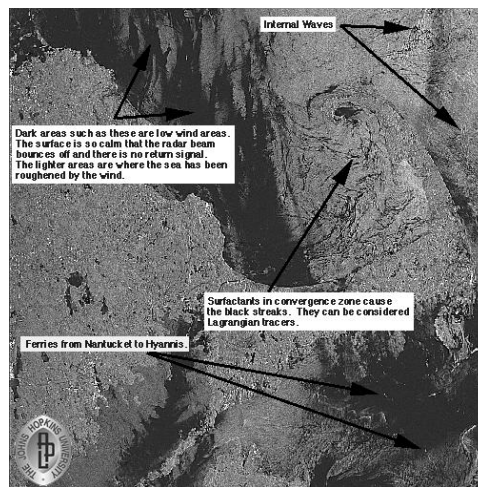 Internal Waves
Dark areas such as these are low wind areas.
The surface is so calm that the radar beam
bounces off and there is no return signal.
The lighter areas are where the sea has been
roughened by the wind.
Surfactants in convergence zone cause
the black streaks. They can be considered
Lagrangian tracers.
Ferries from Nantucket to Hyannis.
THE JOHNS HOPKINS UNIVERSITY
APL